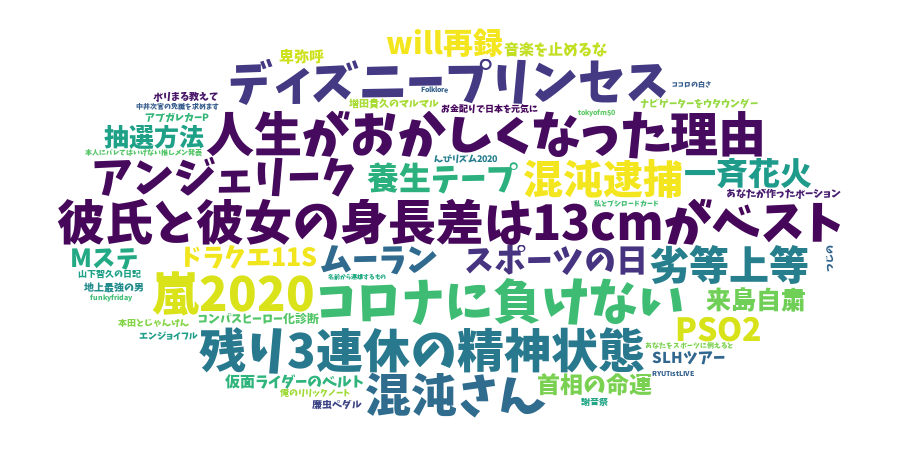 will再録
音楽を止めるな
卑弥呼
ディズニープリンセス
ココロの白さ
Folklore
ポリまる教えて
増田貴久のマルマル
お金配りで日本を元気に
ナビゲーターをウタウンダー
中井次官の免職を求めます
アブガレカーP
tokyofm50
人生がおかしくなった理由
抽選方法
本人にバレてはいけない推しメン発表
んぴリズム2020
アンジェリーク
養生テープ
混沌逮捕
一斉花火
あなたが作ったポーション
私とブシロードカード
彼氏と彼女の身長差は13cmがベスト
Mステ
ドラクエ11S
ムーラン
スポーツの日
劣等上等
山下智久の日記
名前から連想するもの
地上最強の男
嵐2020
コロナに負けない
来島自粛
funkyfriday
コンパスヒーロー化診断
本田とじゃんけん
PSO2
エンジョイフル
残り3連休の精神状態
あなたをスポーツに例えると
SLHツアー
RYUTistLIVE
仮面ライダーのベルト
混沌さん
首相の命運
俺のリリックノート
謝音祭